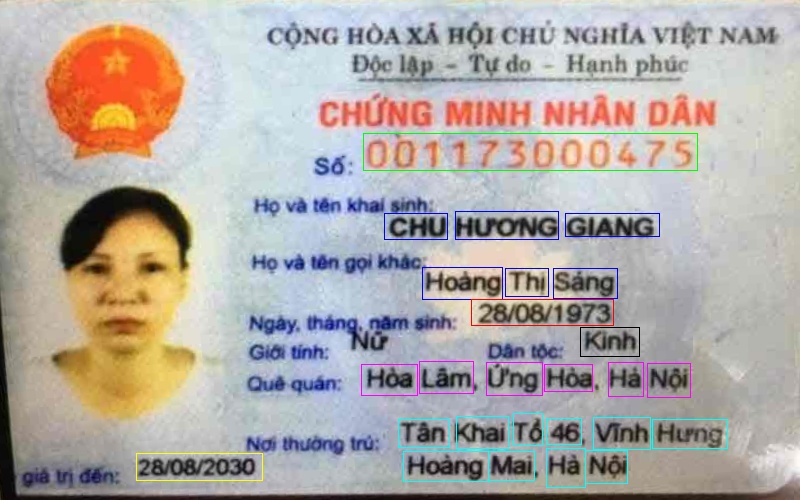 CỘNG HÒA XÃ HỘI CHỦ NGHĨA VIỆT NAM
Độc lập - Tự do - Hạnh phúc
CHỨNG MINH NHÂN DÂN
Số: 001173000475
Họ và tên khai sinh:
CHU HƯƠNG GIANG
Họ và tên gọi khác:
Hoàng Thị Sáng
Ngày, tháng, năm sinh: 28/08/1973
Giới tính: Nữ Dân tộc: Kinh
Quê quán: Hòa Lâm, Ứng Hòa, Hà Nội
Nơi thường trú: Tân Khai Tổ 46, Vĩnh Hưng
giá trị đến: 28/08/2030 Hoàng Mai, Hà Nội